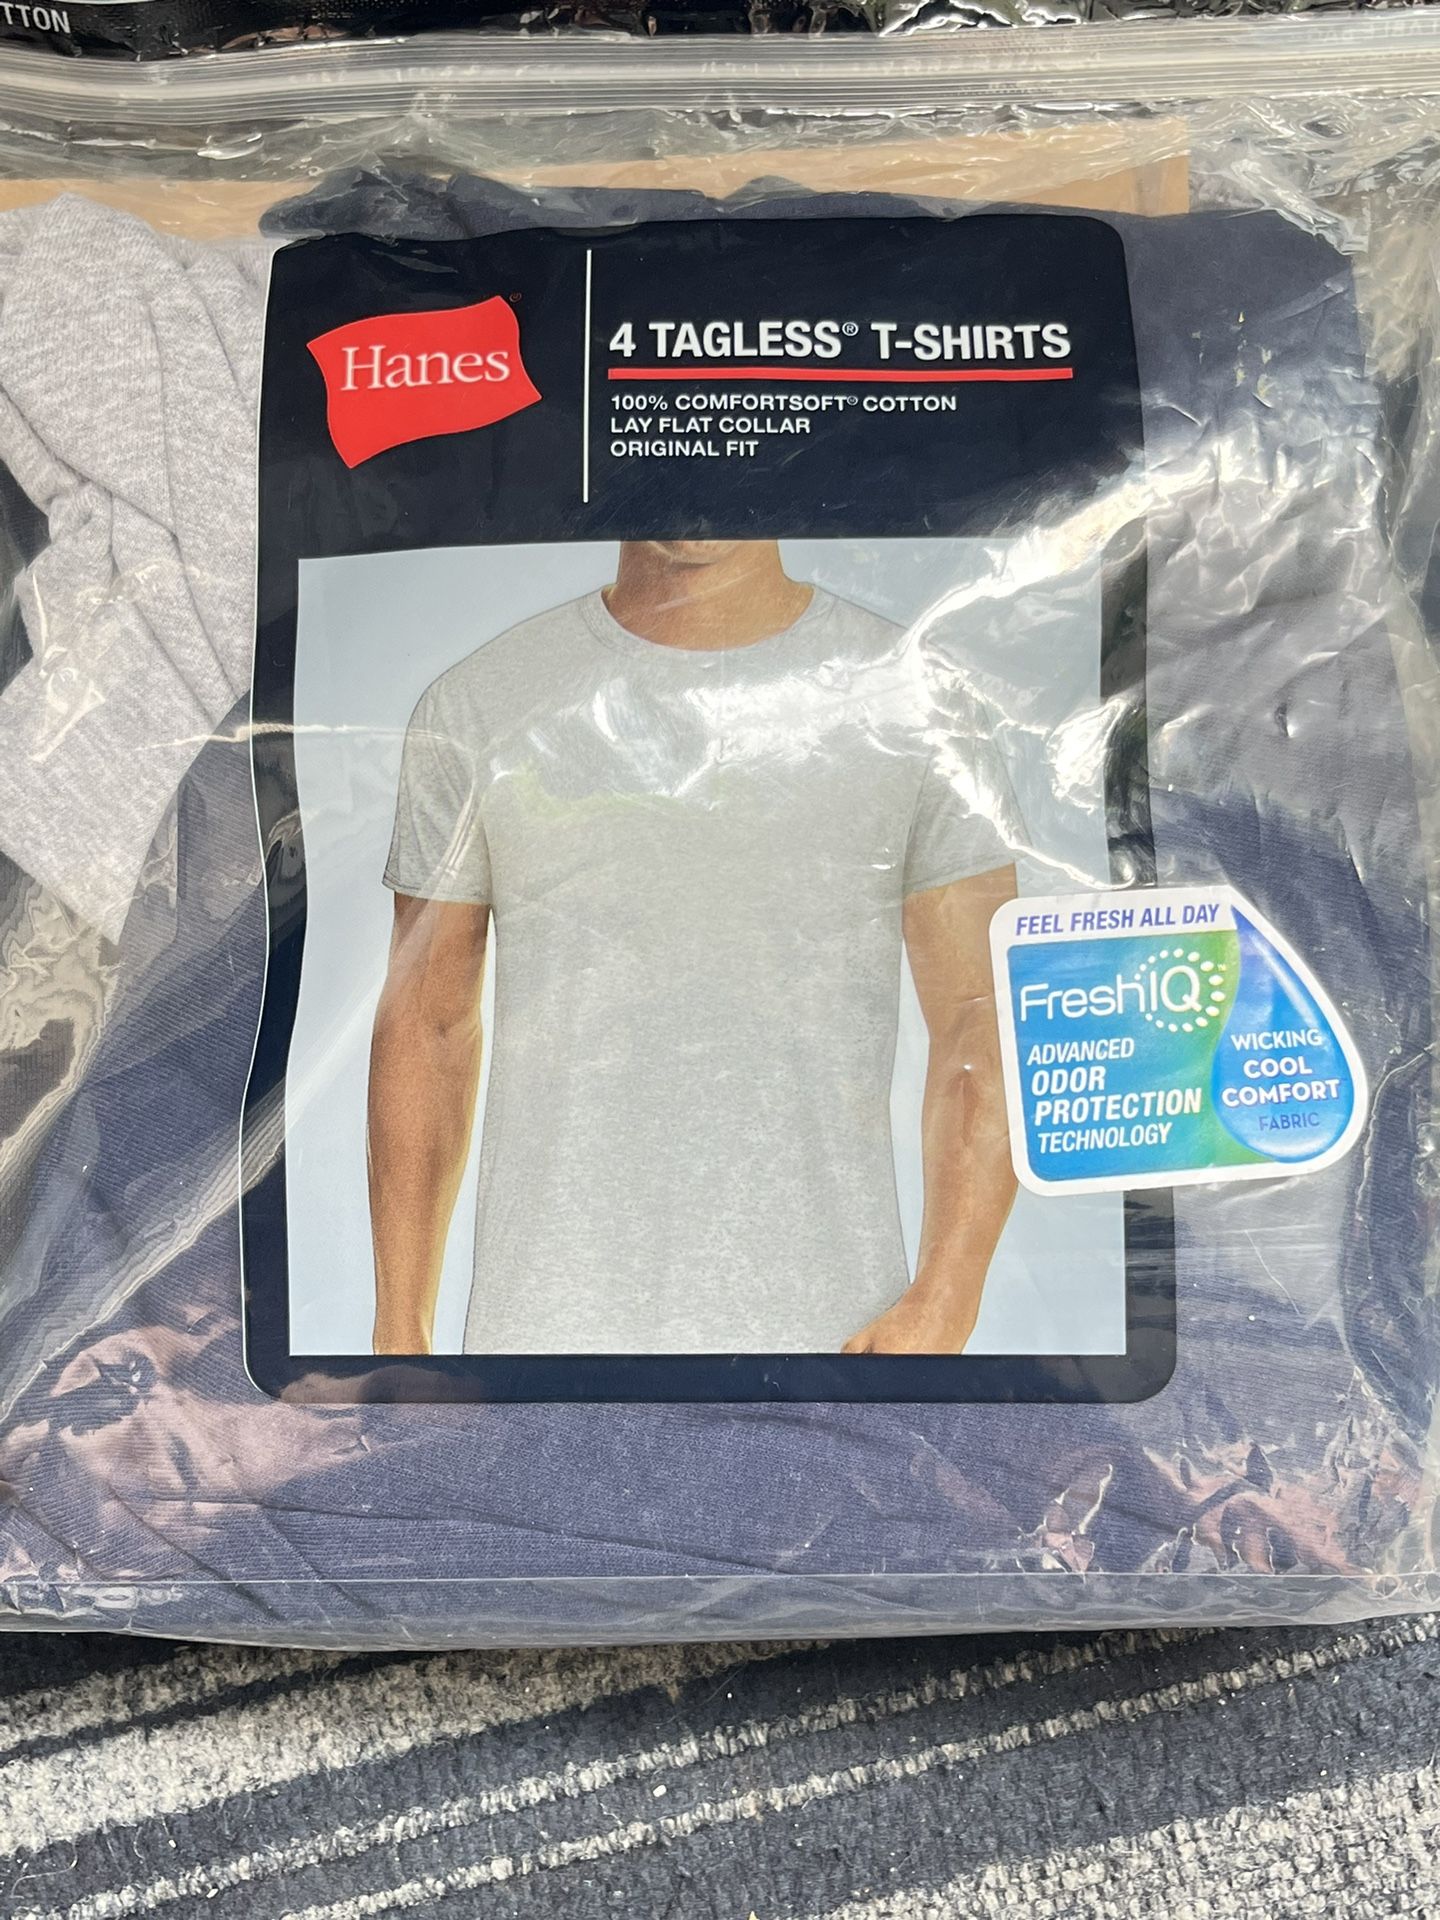 TTON
Hanes®
4 TAGLESS® T-SHIRTS
100% COMFORTSOFT® COTTON
LAY FLAT COLLAR
ORIGINAL FIT
FEEL FRESH ALL DAY
FreshIQ™
ADVANCED
ODOR
PROTECTION
TECHNOLOGY
WICKING
COOL
COMFORT
FABRIC